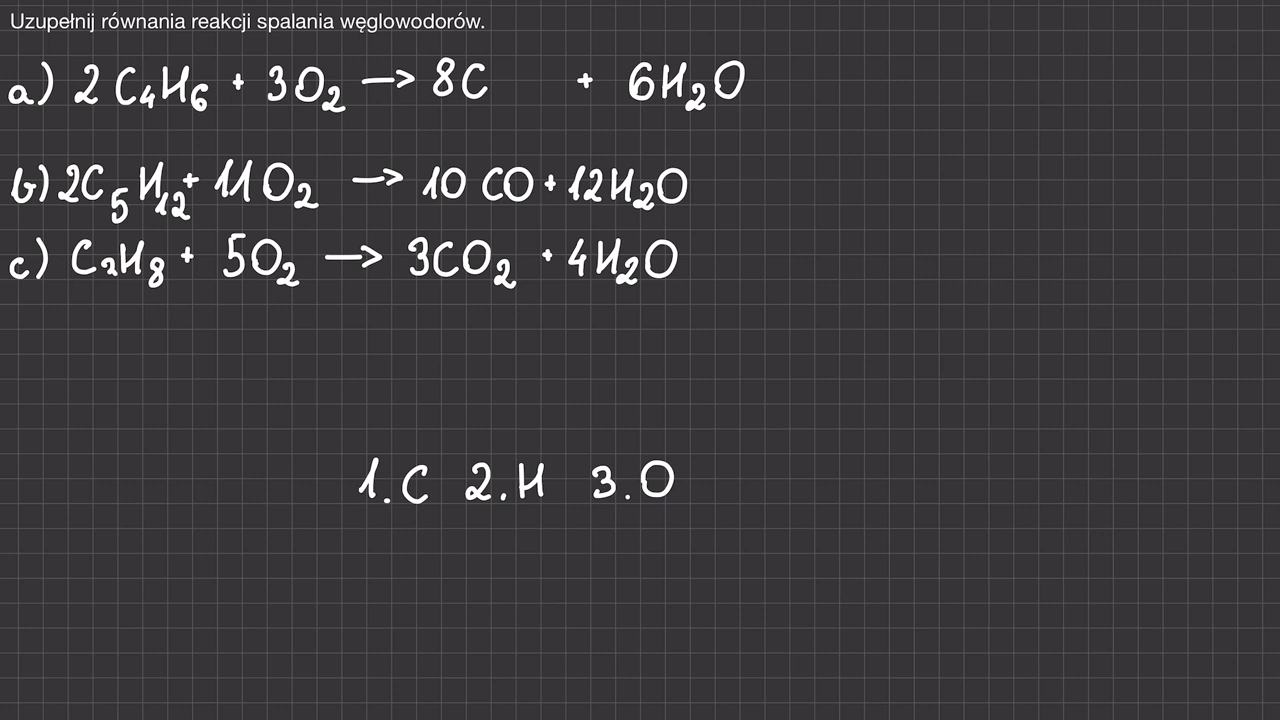 Uzupełnij równania reakcji spalania węglowodorów.
a) 2 C₄H₆ + 3O₂ → 8C + 6H₂O
b) 2C₅H₁₂ + 11O₂ → 10 CO + 12H₂O
c) C₃H₈ + 5O₂ → 3CO₂ + 4H₂O
1. C 2. H 3. O